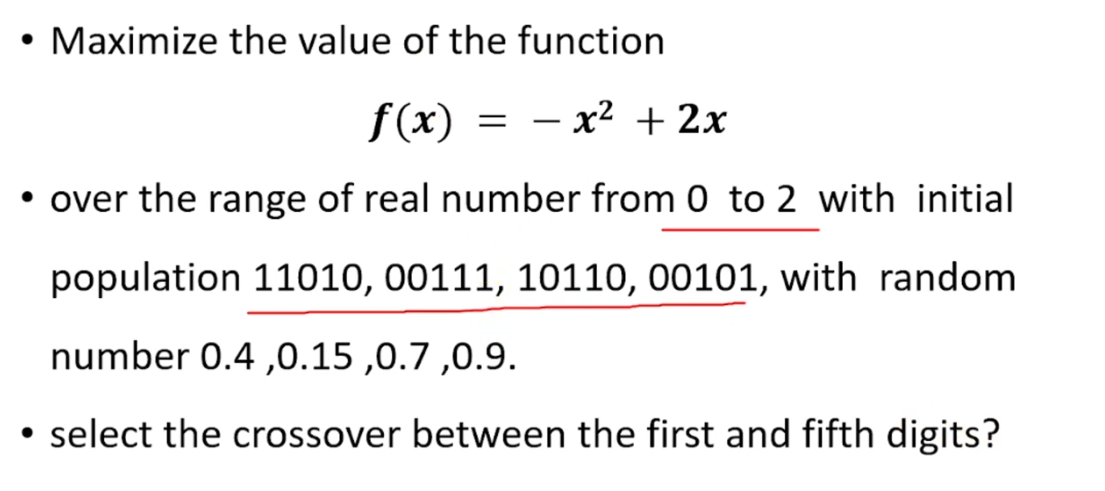 • Maximize the value of the function
f(x) = − x² + 2x
• over the range of real number from 0 to 2 with initial
population 11010, 00111, 10110, 00101, with random
number 0.4 ,0.15 ,0.7 ,0.9.
• select the crossover between the first and fifth digits?